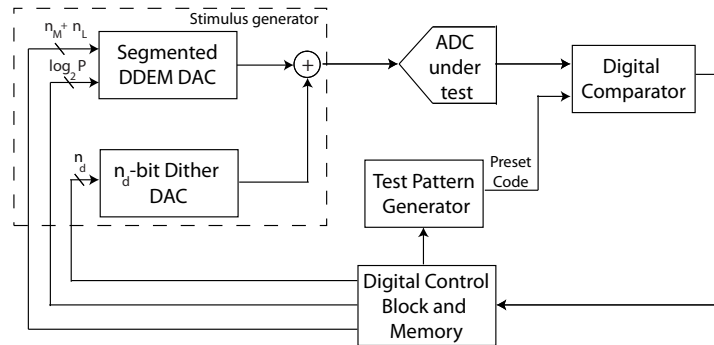 Stimulus generator
n_M + n_L
log_2 P
Segmented
DDEM DAC
+
ADC
under
test
Digital
Comparator
n_d
n_d-bit Dither
DAC
Test Pattern
Generator
Preset
Code
Digital Control
Block and
Memory